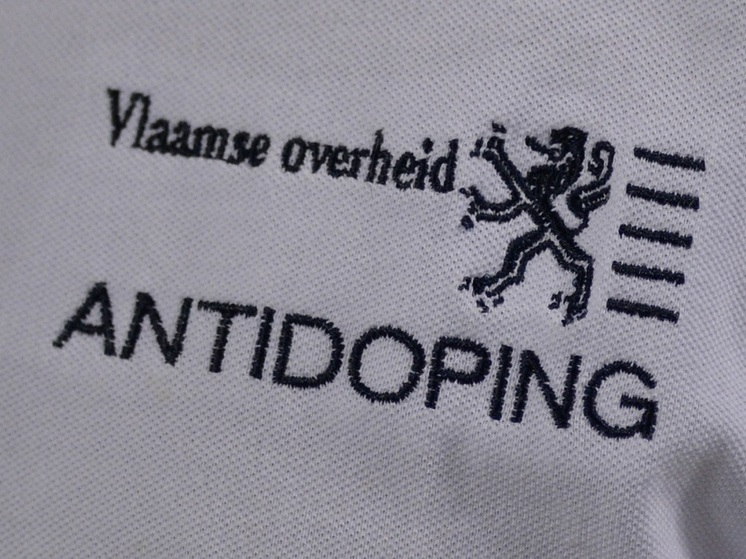 Vlaamse overheid
ANTIDOPING